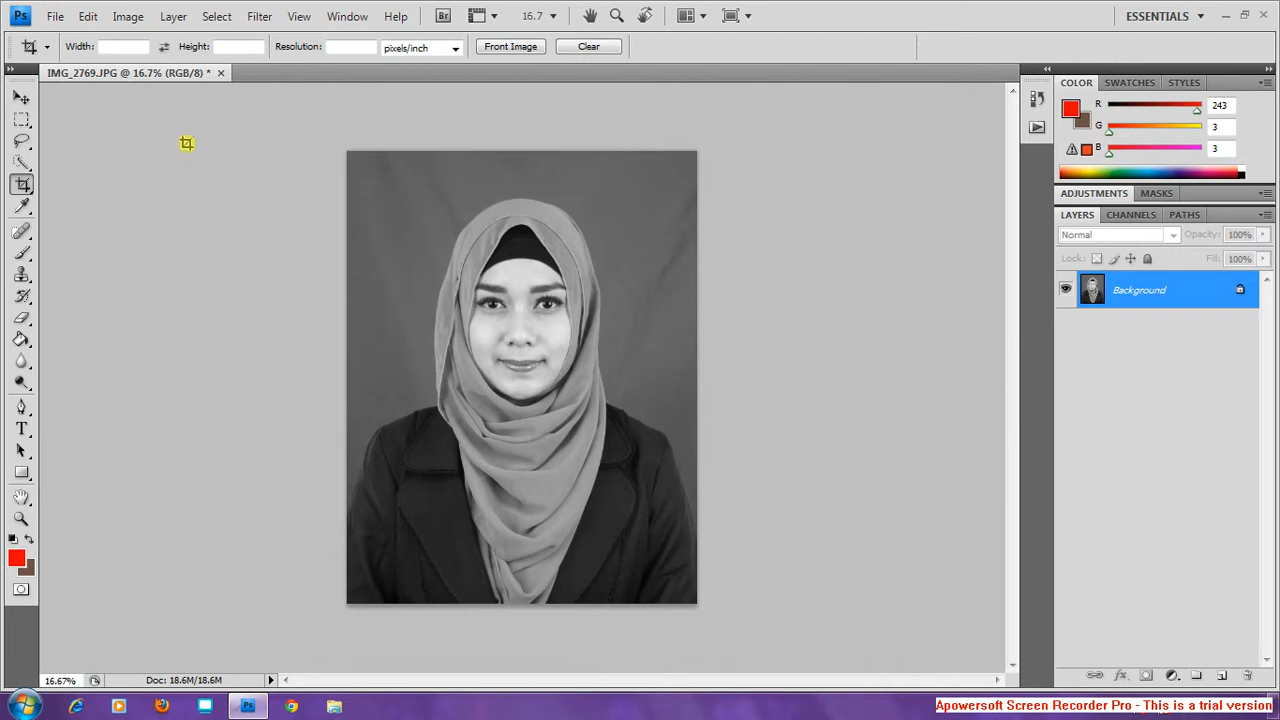 Ps File Edit Image Layer Select Filter View Window Help Br 16.7 ESSENTIALS
Width: Height: Resolution: pixels/inch Front Image Clear
IMG_2769.JPG @ 16.7% (RGB/8) *
COLOR SWATCHES STYLES
R 243
G 3
B 3
ADJUSTMENTS MASKS
LAYERS CHANNELS PATHS
Normal Opacity: 100%
Lock: Fill: 100%
Background
T
16.67% Doc: 18.6M/18.6M
Ps
Apowersoft Screen Recorder Pro - This is a trial version